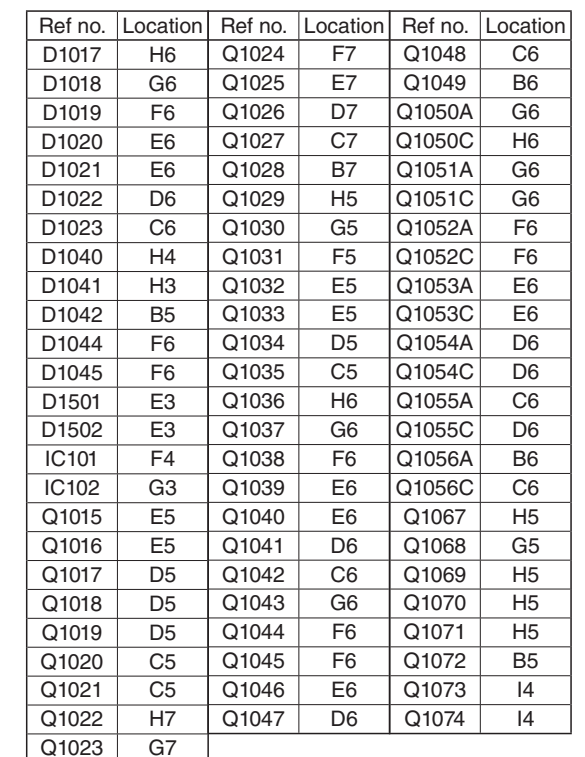 Ref no. Location Ref no. Location Ref no. Location
D1017 H6 Q1024 F7 Q1048 C6
D1018 G6 Q1025 E7 Q1049 B6
D1019 F6 Q1026 D7 Q1050A G6
D1020 E6 Q1027 C7 Q1050C H6
D1021 E6 Q1028 B7 Q1051A G6
D1022 D6 Q1029 H5 Q1051C G6
D1023 C6 Q1030 G5 Q1052A F6
D1040 H4 Q1031 F5 Q1052C F6
D1041 H3 Q1032 E5 Q1053A E6
D1042 B5 Q1033 E5 Q1053C E6
D1044 F6 Q1034 D5 Q1054A D6
D1045 F6 Q1035 C5 Q1054C D6
D1501 E3 Q1036 H6 Q1055A C6
D1502 E3 Q1037 G6 Q1055C D6
IC101 F4 Q1038 F6 Q1056A B6
IC102 G3 Q1039 E6 Q1056C C6
Q1015 E5 Q1040 E6 Q1067 H5
Q1016 E5 Q1041 D6 Q1068 G5
Q1017 D5 Q1042 C6 Q1069 H5
Q1018 D5 Q1043 G6 Q1070 H5
Q1019 D5 Q1044 F6 Q1071 H5
Q1020 C5 Q1045 F6 Q1072 B5
Q1021 C5 Q1046 E6 Q1073 I4
Q1022 H7 Q1047 D6 Q1074 I4
Q1023 G7